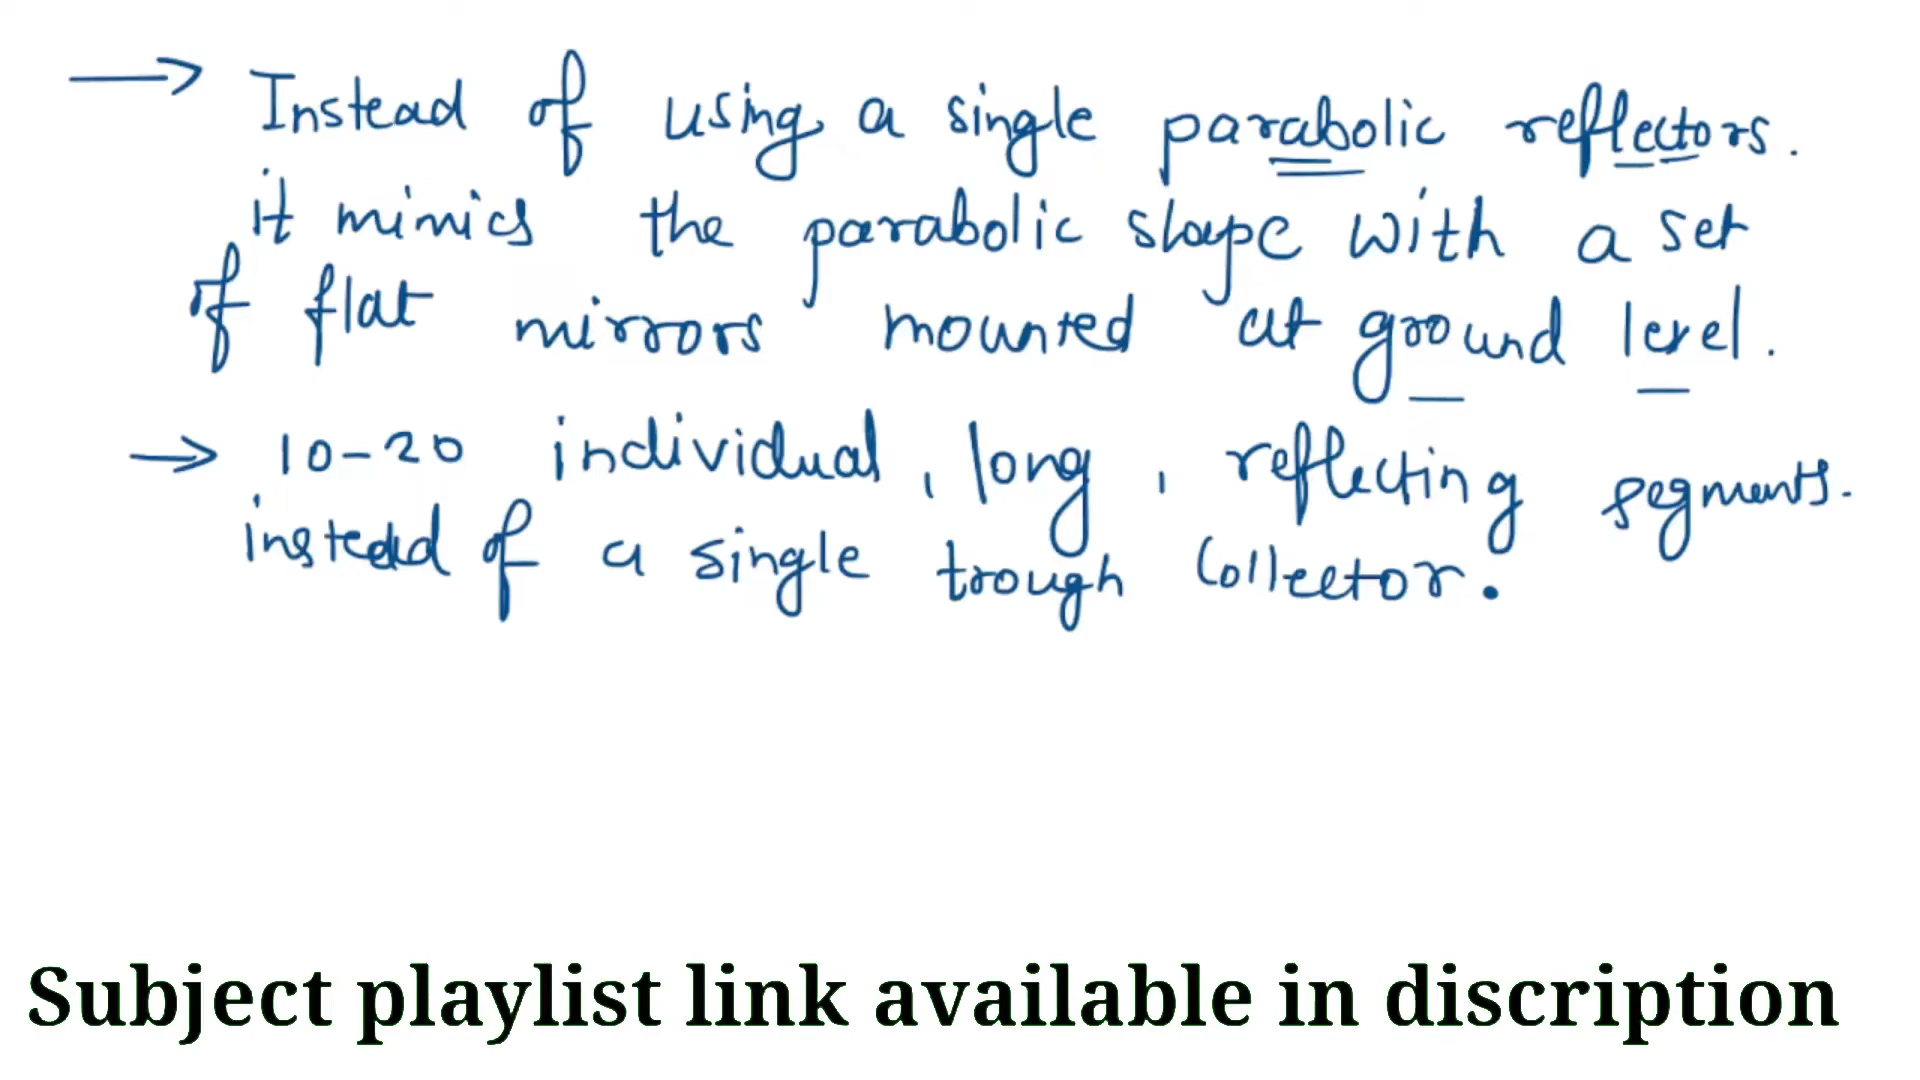 → Instead of using a single parabolic reflectors.
it mimics the parabolic shape with a set
of flat mirrors mounted at ground level.
→ 10-20 individual, long, reflecting segments.
instead of a single trough collector.
Subject playlist link available in discription